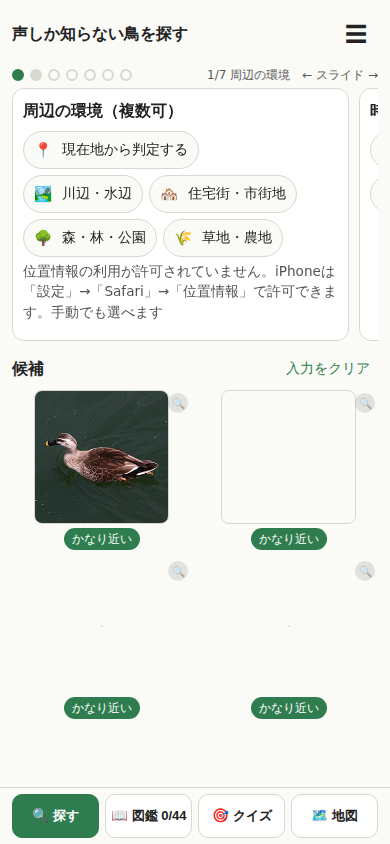 声しか知らない鳥を探す
1/7 周辺の環境 ← スライド →
周辺の環境（複数可）
現在地から判定する
川辺・水辺
住宅街・市街地
森・林・公園
草地・農地
位置情報の利用が許可されていません。iPhoneは
「設定」→「Safari」→「位置情報」で許可できま
す。手動でも選べます
候補
入力をクリア
かなり近い
かなり近い
かなり近い
かなり近い
探す
図鑑 0/44
クイズ
地図